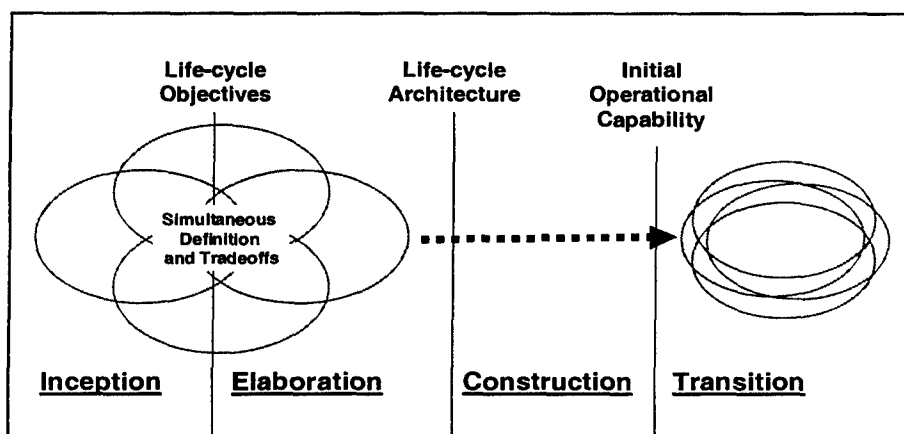 Life-cycle
Objectives
Life-cycle
Architecture
Initial
Operational
Capability
Simultaneous
Definition
and Tradeoffs
Inception
Elaboration
Construction
Transition